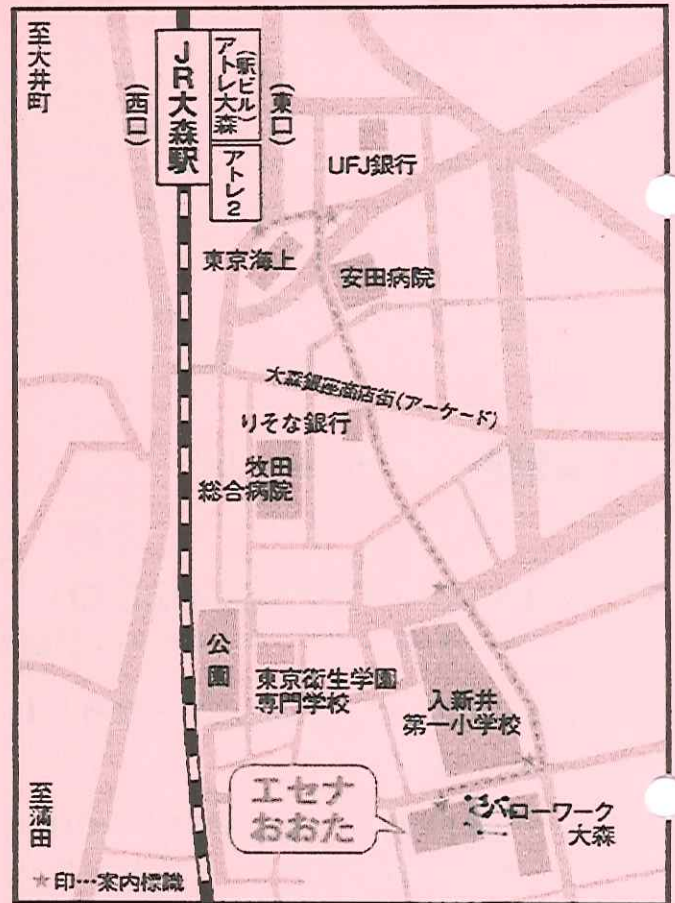 至大井町
JR大森駅
(駅ビル)
アトレ大森
アトレ2
(西口)
(東口)
UFJ銀行
東京海上
安田病院
大森銀座商店街(アーケード)
りそな銀行
牧田
総合病院
公園
東京衛生学園
専門学校
入新井
第一小学校
エセナ
おおた
ハローワーク
大森
至蒲田
★印…案内標識